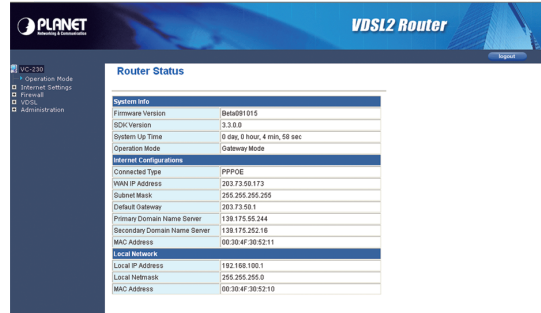 PLANET
Networking & Communication
VDSL2 Router
logout
VC-230
Operation Mode
Internet Settings
Firewall
VDSL
Administration
Router Status
System Info
Firmware Version Beta091015
SDK Version 3.3.0.0
System Up Time 0 day, 0 hour, 4 min, 58 sec
Operation Mode Gateway Mode
Internet Configurations
Connected Type PPPOE
WAN IP Address 203.73.50.173
Subnet Mask 255.255.255.255
Default Gateway 203.73.50.1
Primary Domain Name Server 139.175.55.244
Secondary Domain Name Server 139.175.252.16
MAC Address 00:30:4F:30:52:11
Local Network
Local IP Address 192.168.100.1
Local Netmask 255.255.255.0
MAC Address 00:30:4F:30:52:10